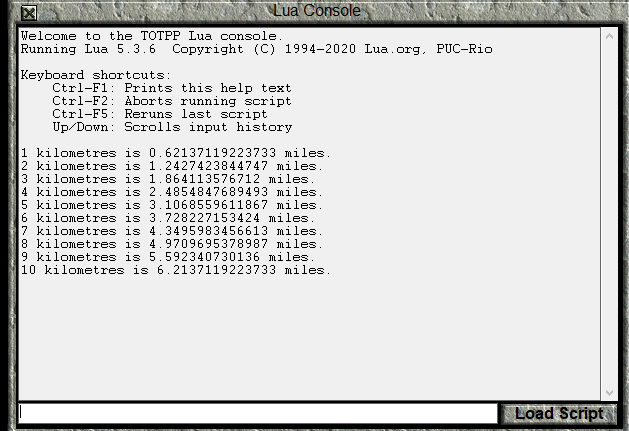 Lua Console
Welcome to the TOTPP Lua console.
Running Lua 5.3.6  Copyright (C) 1994-2020 Lua.org, PUC-Rio
Keyboard shortcuts:
Ctrl-F1: Prints this help text
Ctrl-F2: Aborts running script
Ctrl-F5: Reruns last script
Up/Down: Scrolls input history
1 kilometres is 0.62137119223733 miles.
2 kilometres is 1.2427423844747 miles.
3 kilometres is 1.864113576712 miles.
4 kilometres is 2.4854847689493 miles.
5 kilometres is 3.1068559611867 miles.
6 kilometres is 3.728227153424 miles.
7 kilometres is 4.3495983456613 miles.
8 kilometres is 4.9709695378987 miles.
9 kilometres is 5.592340730136 miles.
10 kilometres is 6.2137119223733 miles.
Load Script